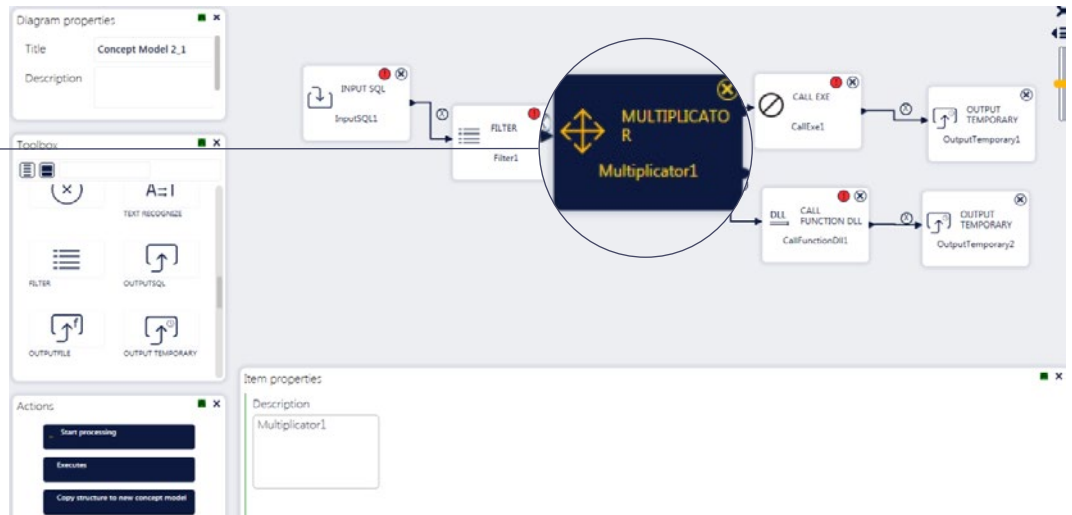 Diagram properties
Title
Concept Model 2_1
Description
INPUT SQL
InputSQL1
FILTER
Filter1
MULTIPLICATO
R
Multiplicator1
CALL EXE
CallExe1
OUTPUT
TEMPORARY
OutputTemporary1
DLL
CALL
FUNCTION DLL
CallFunctionDll1
OUTPUT
TEMPORARY
OutputTemporary2
Toolbox
A=I
TEXT RECOGNIZE
FILTER
OUTPUTSQL
OUTPUTFILE
OUTPUT TEMPORARY
Actions
Start processing
Executes
Copy structure to new concept model
Item properties
Description
Multiplicator1